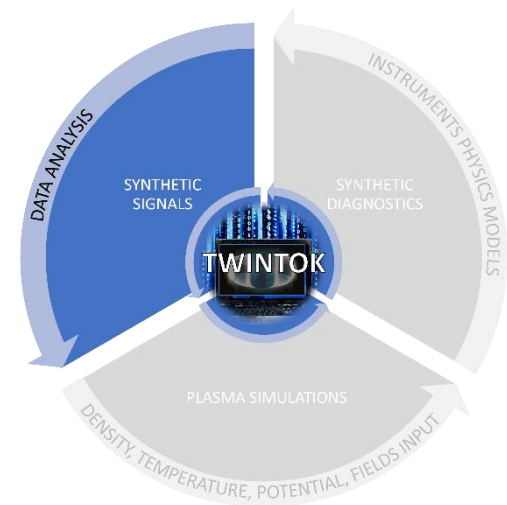 DATA ANALYSIS
INSTRUMENTS PHYSICS MODELS
SYNTHETIC
SIGNALS
SYNTHETIC
DIAGNOSTICS
TWINTOK
PLASMA SIMULATIONS
DENSITY, TEMPERATURE, POTENTIAL, FIELDS INPUT